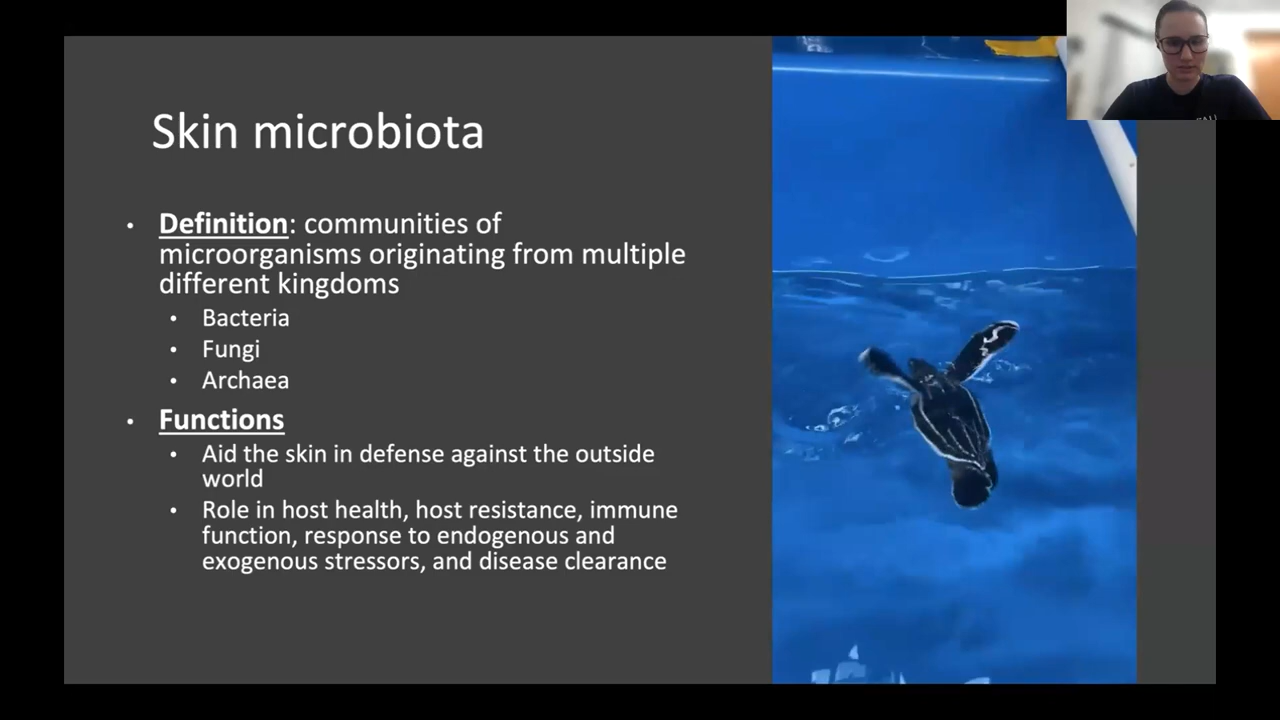 Skin microbiota
• Definition: communities of
microorganisms originating from multiple
different kingdoms
• Bacteria
• Fungi
• Archaea
• Functions
• Aid the skin in defense against the outside
world
• Role in host health, host resistance, immune
function, response to endogenous and
exogenous stressors, and disease clearance